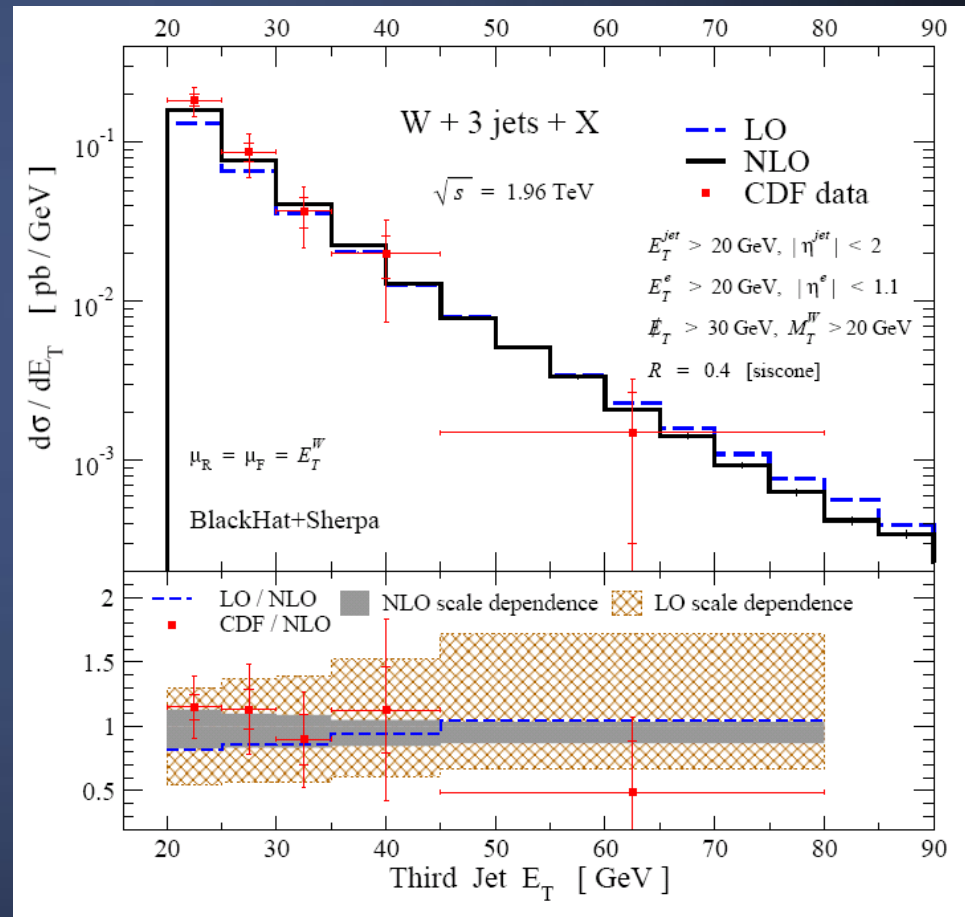 20 30 40 50 60 70 80 90
W + 3 jets + X
√s = 1.96 TeV
LO
NLO
CDF data
E_T^jet > 20 GeV, | η^jet | < 2
E_T^e > 20 GeV, | η^e | < 1.1
E̸_T > 30 GeV, M_T^W > 20 GeV
R = 0.4 [siscone]
10^-1
10^-2
10^-3
dσ / dE_T [ pb / GeV ]
μ_R = μ_F = E_T^W
BlackHat+Sherpa
LO / NLO
CDF / NLO
NLO scale dependence
LO scale dependence
2
1.5
1
0.5
20 30 40 50 60 70 80 90
Third Jet E_T [ GeV ]